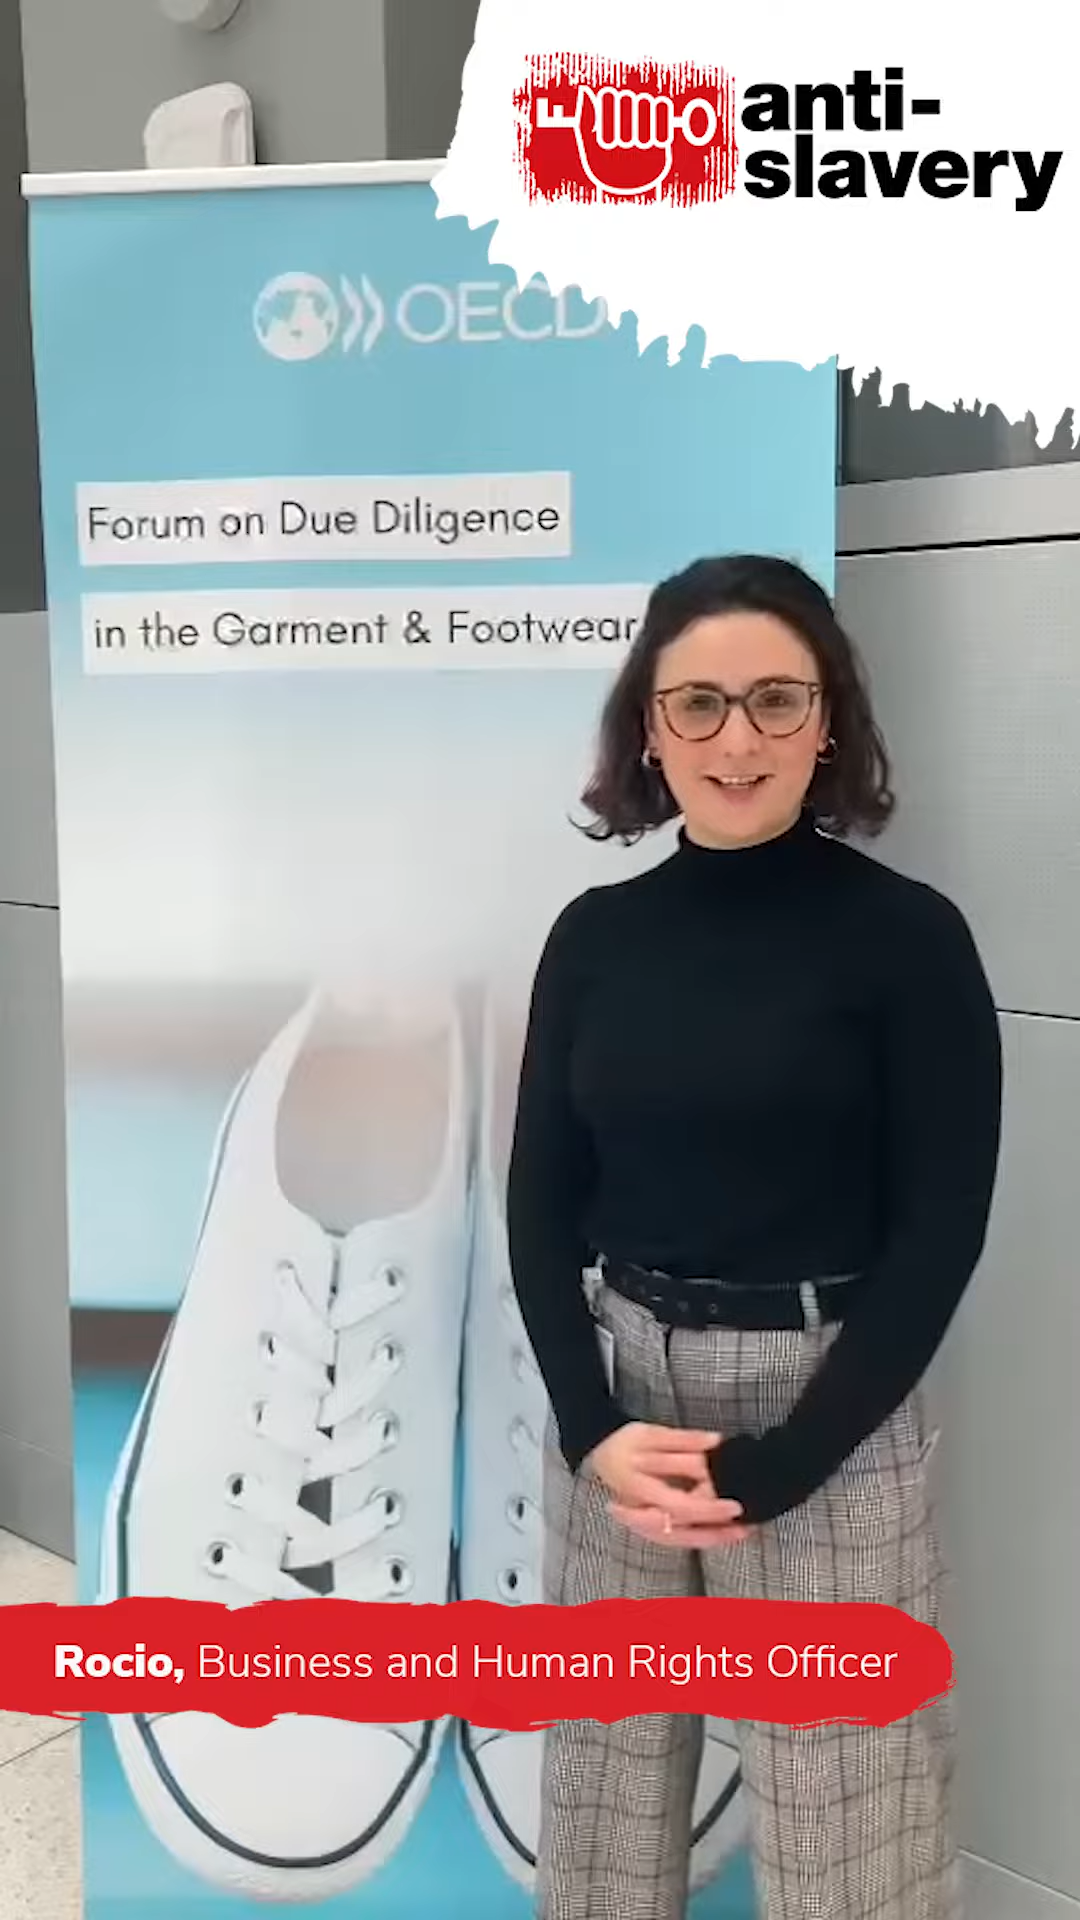 anti-
slavery
OECD
Forum on Due Diligence
in the Garment & Footwear
Rocio, Business and Human Rights Officer